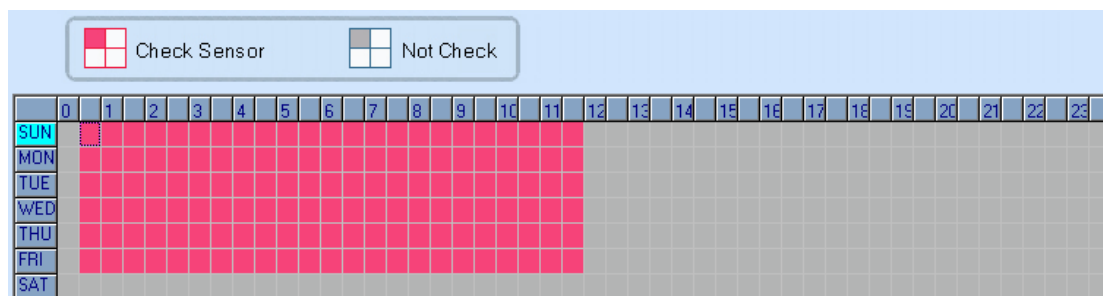 Check Sensor Not Check
0 1 2 3 4 5 6 7 8 9 10 11 12 13 14 15 16 17 18 19 20 21 22 23
SUN
MON
TUE
WED
THU
FRI
SAT